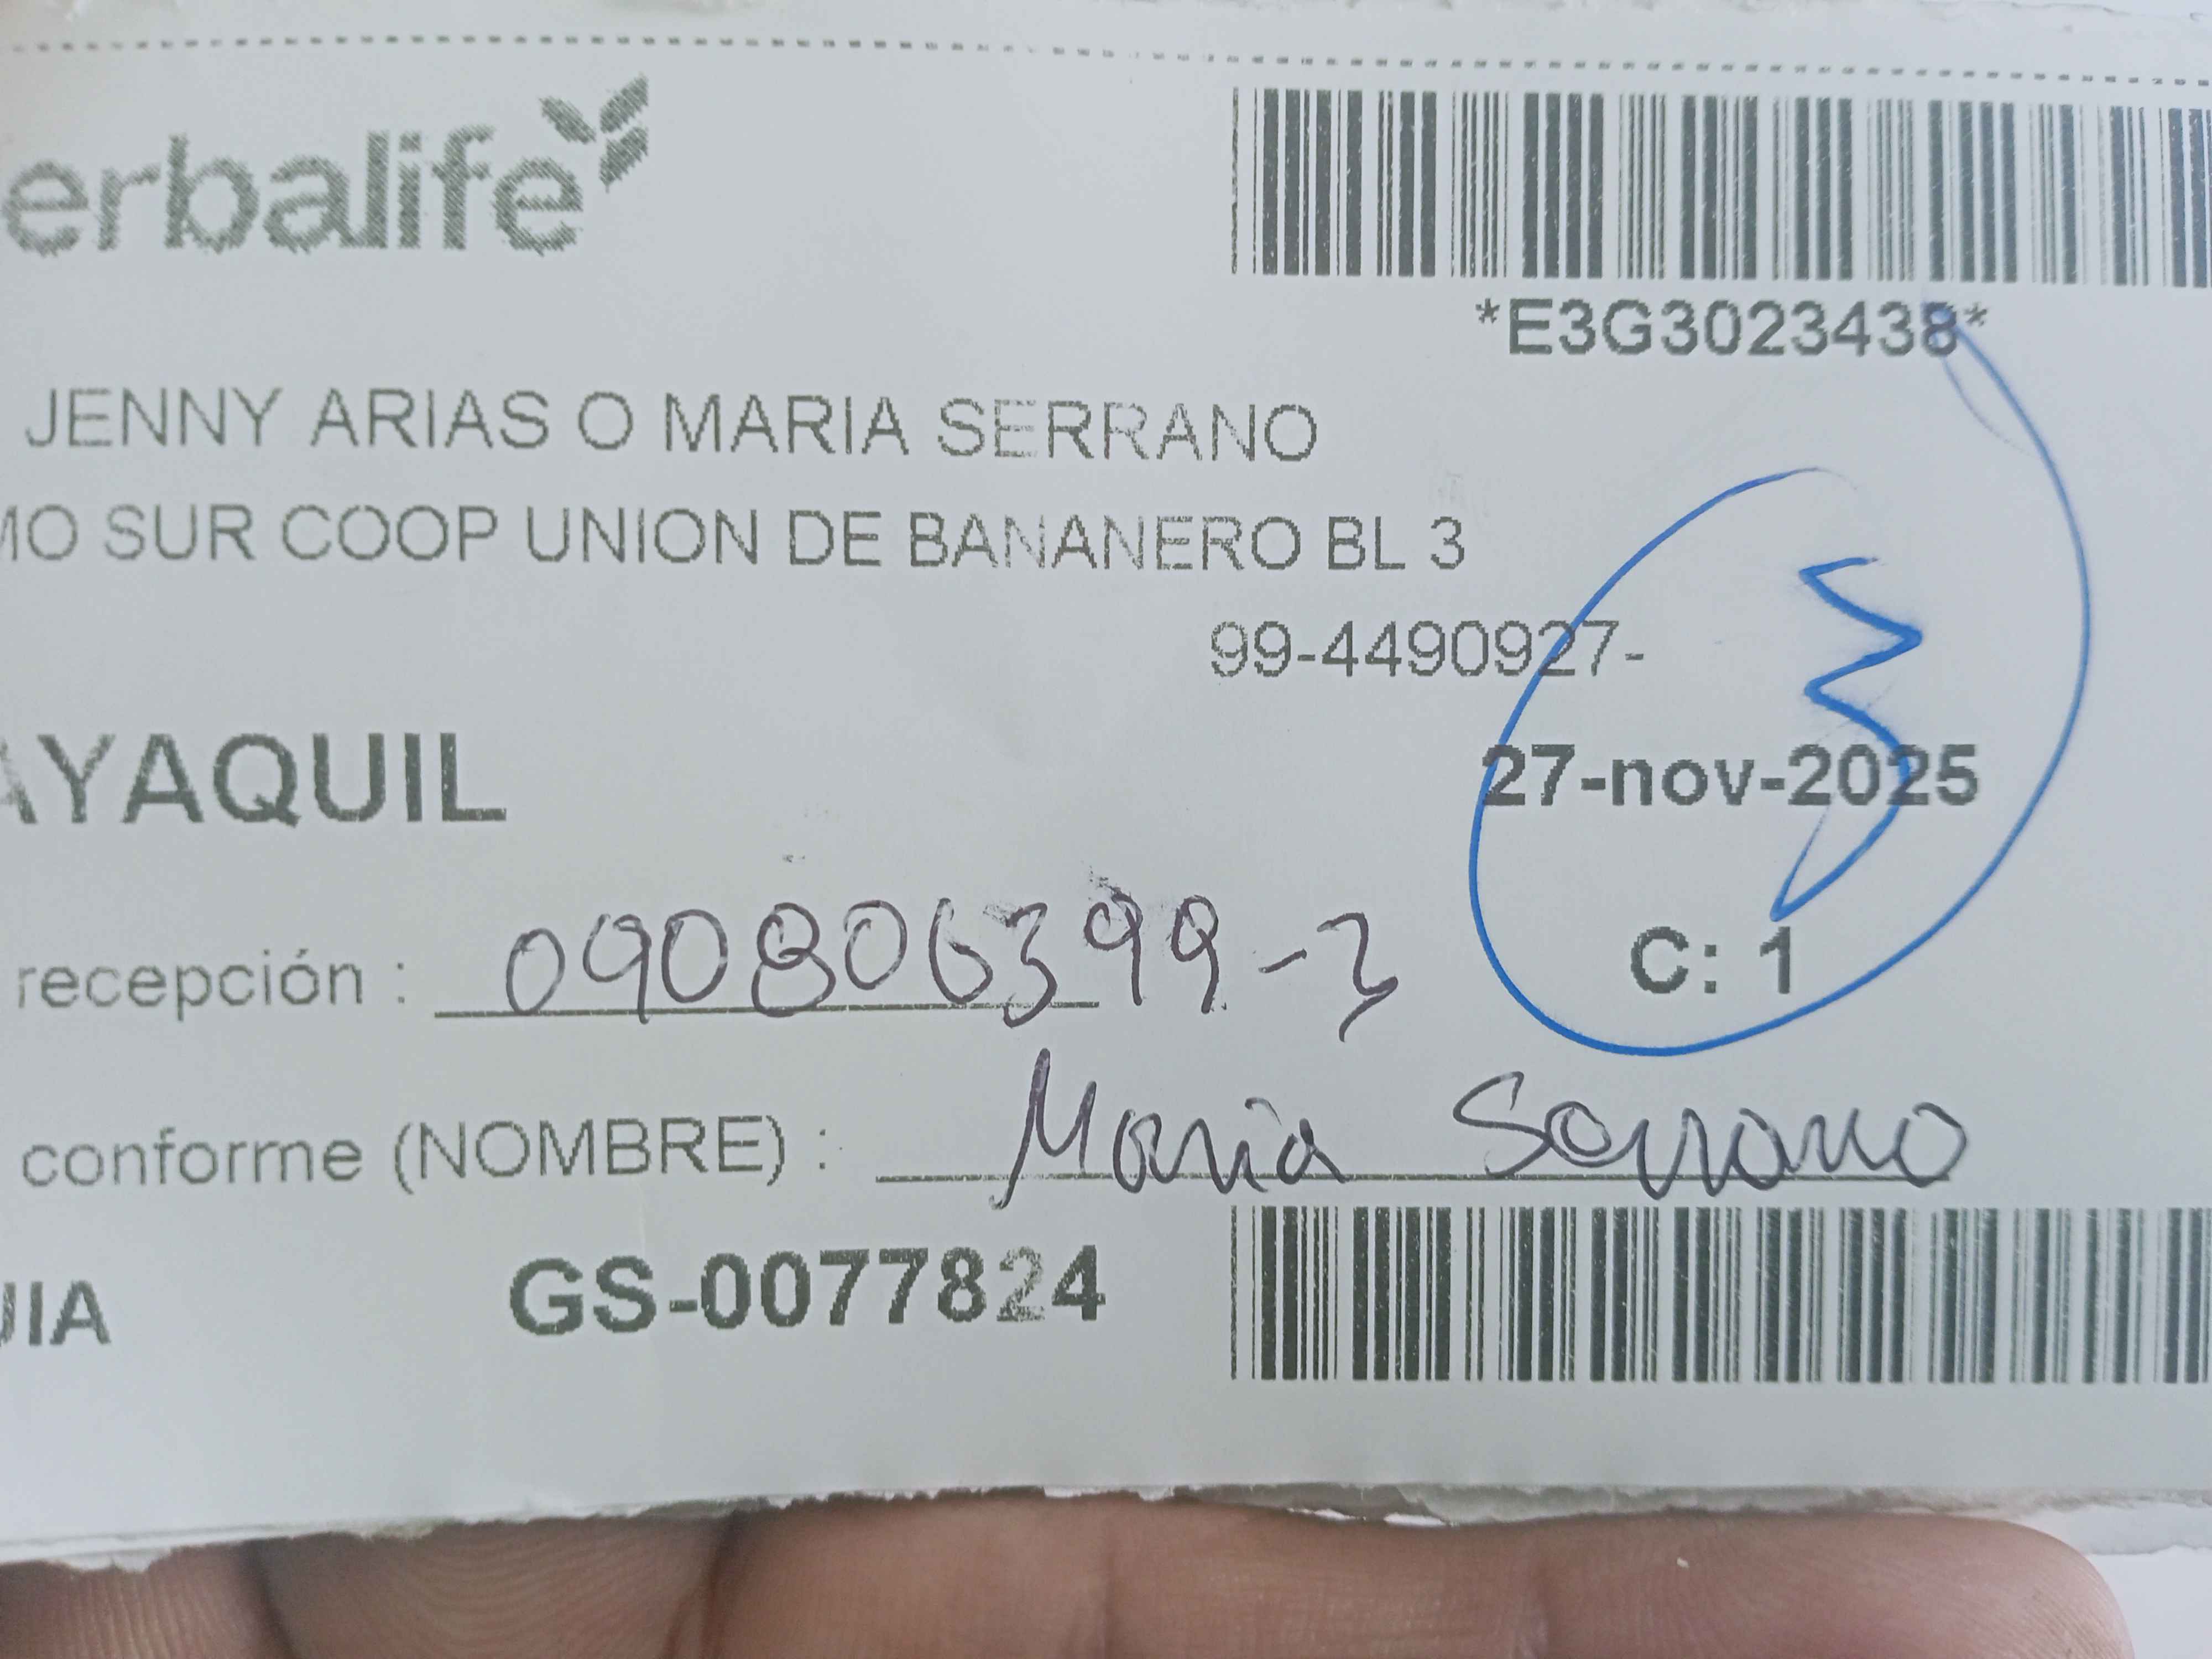 erbalife
*E3G3023438*
JENNY ARIAS O MARIA SERRANO
MO SUR COOP UNION DE BANANERO BL 3
99-4490927-
AYAQUIL
27-nov-2025
recepción : 090806399-3
C: 1
conforme (NOMBRE) : Maria Serrano
UIA GS-0077824